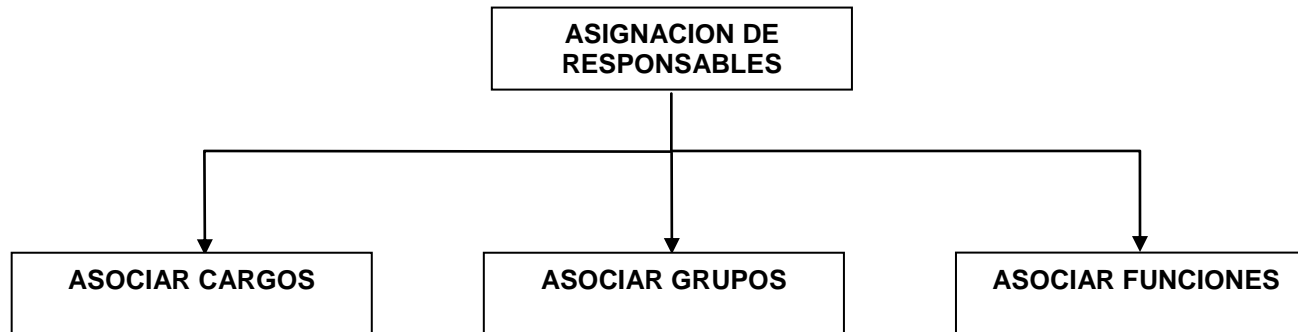 ASIGNACION DE
RESPONSABLES
ASOCIAR CARGOS
ASOCIAR GRUPOS
ASOCIAR FUNCIONES